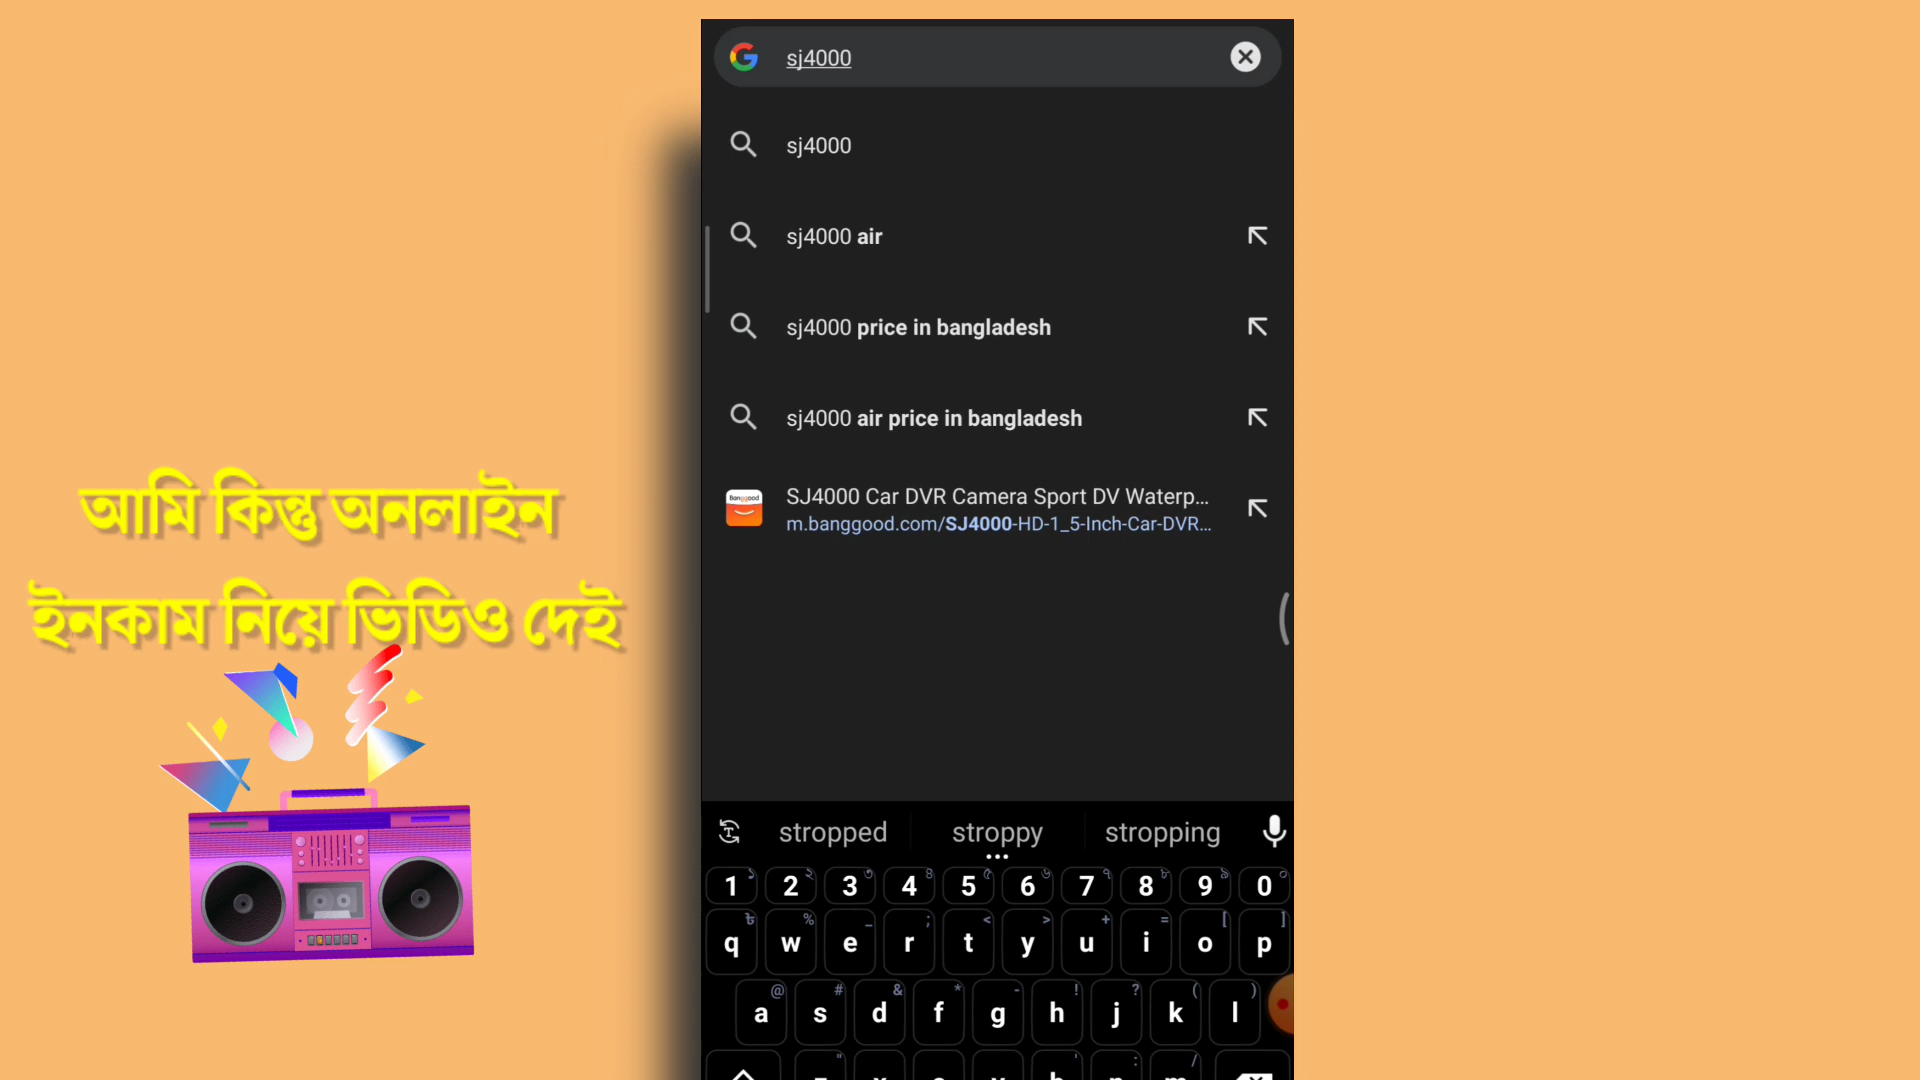 sj4000
sj4000
sj4000 air
sj4000 price in bangladesh
sj4000 air price in bangladesh
Banggood
SJ4000 Car DVR Camera Sport DV Waterp...
m.banggood.com/SJ4000-HD-1_5-Inch-Car-DVR...
আমি কিন্তু অনলাইন
ইনকাম নিয়ে ভিডিও দেই
stropped stroppy stropping
1 2 3 4 5 6 7 8 9 0
q w e r t y u i o p
a s d f g h j k l